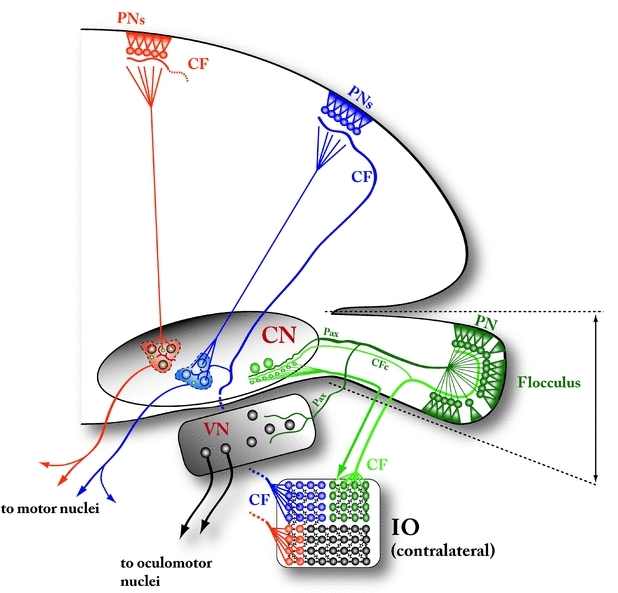 PNs
CF
PNs
CF
CN
Pax
CFc
PN
Flocculus
Pax
VN
CF
CF
to motor nuclei
IO
(contralateral)
to oculomotor
nuclei